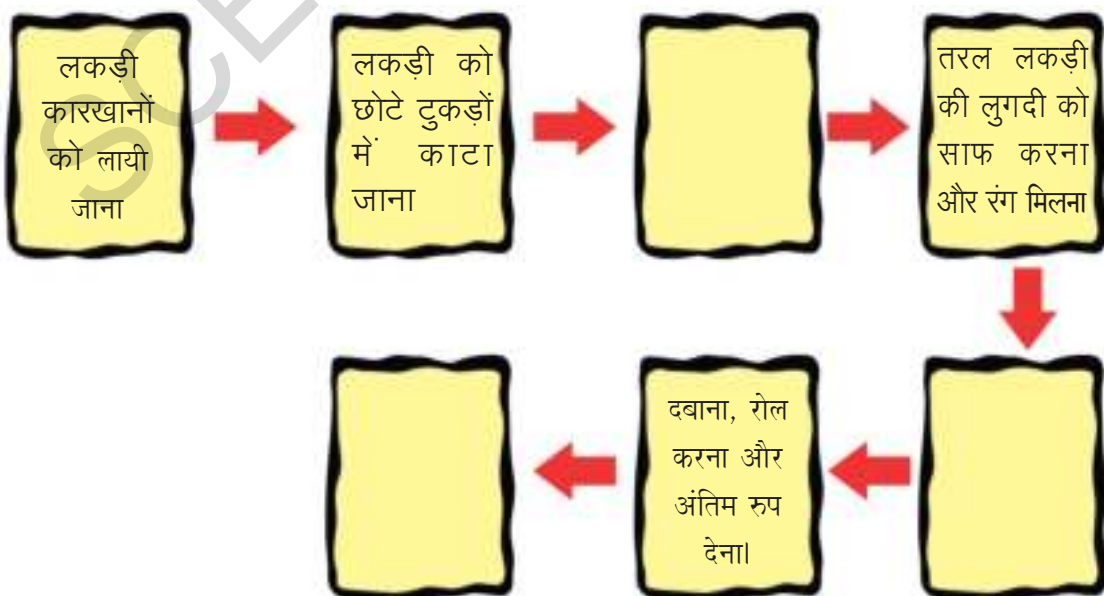 लकड़ी
कारखानों
को लायी
जाना
लकड़ी को
छोटे टुकड़ों
में काटा
जाना
तरल लकड़ी
की लुगदी को
साफ करना
और रंग मिलना
दबाना, रोल
करना और
अंतिम रुप
देना।